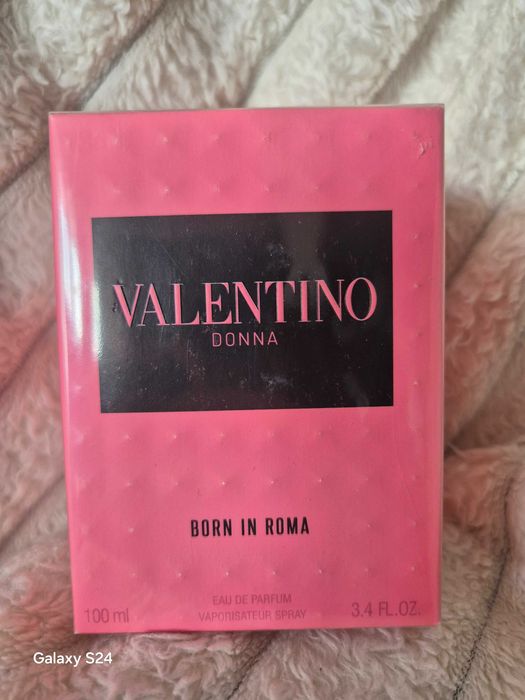 VALENTINO
DONNA
BORN IN ROMA
EAU DE PARFUM
100 ml VAPORISATEUR SPRAY 3.4 FL.OZ.
Galaxy S24